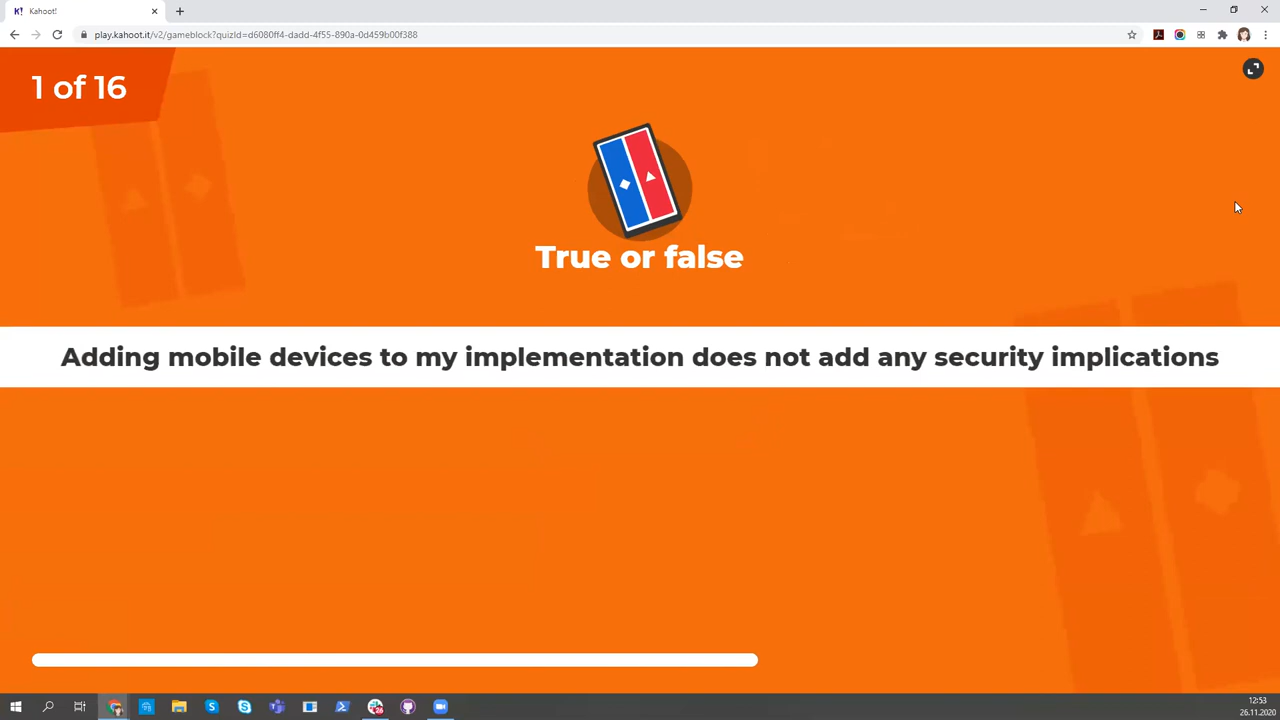 K! Kahoot!
play.kahoot.it/v2/gameblock?quizId=d6080ff4-dadd-4f55-890a-0d459b00f388
1 of 16
True or false
Adding mobile devices to my implementation does not add any security implications
12:53
26.11.2020